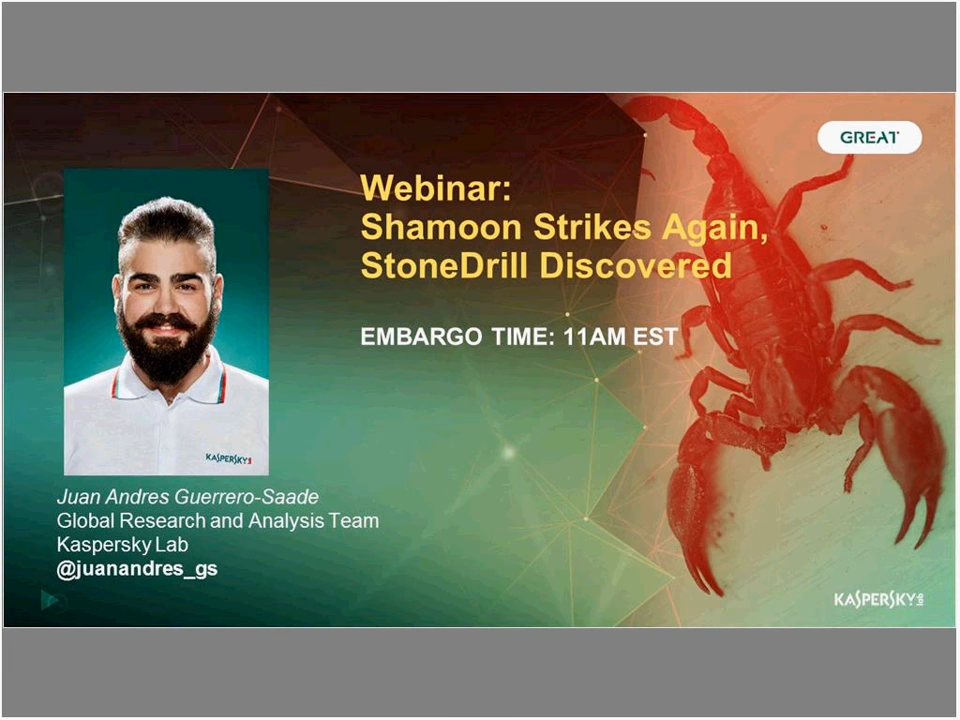 GREAT
Webinar:
Shamoon Strikes Again,
StoneDrill Discovered
EMBARGO TIME: 11AM EST
KASPERSKY
Juan Andres Guerrero-Saade
Global Research and Analysis Team
Kaspersky Lab
@juanandres_gs
KASPERSKY lab